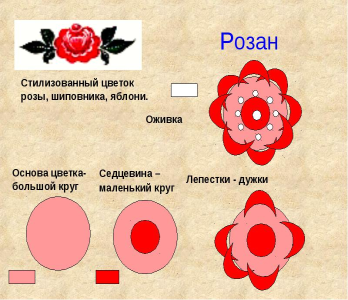 Розан
Стилизованный цветок
розы, шиповника, яблони.
Оживка
Основа цветка-
большой круг
Седцевина –
маленький круг
Лепестки - дужки